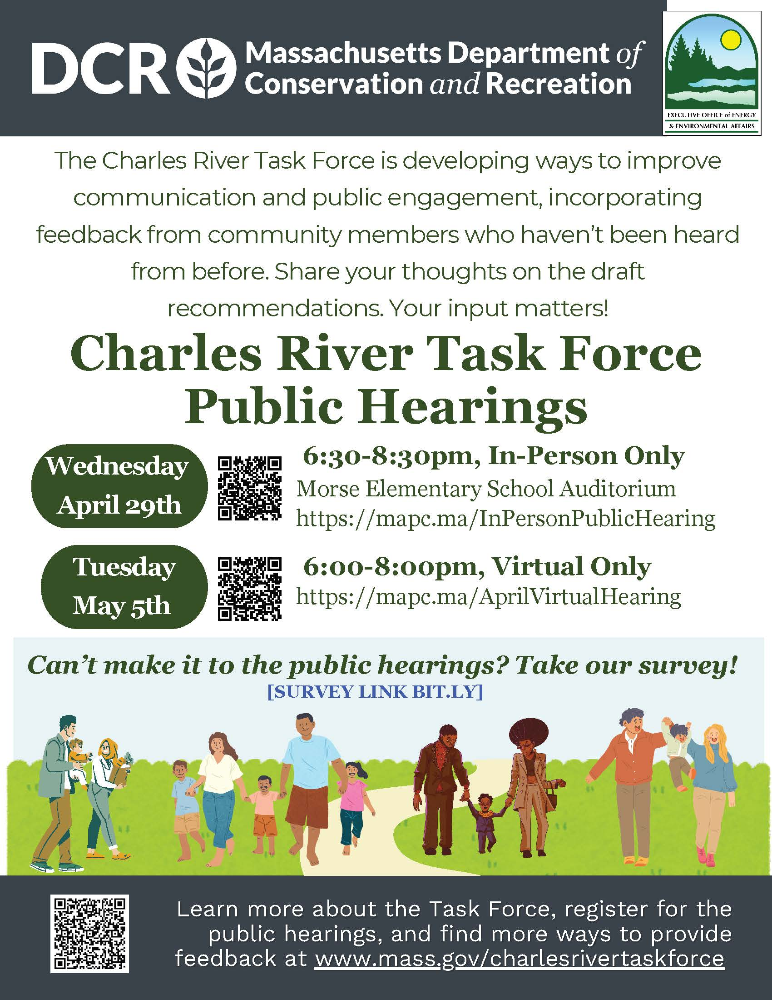 DCR Massachusetts Department of
Conservation and Recreation
EXECUTIVE OFFICE of ENERGY
& ENVIRONMENTAL AFFAIRS
The Charles River Task Force is developing ways to improve
communication and public engagement, incorporating
feedback from community members who haven't been heard
from before. Share your thoughts on the draft
recommendations. Your input matters!
Charles River Task Force
Public Hearings
Wednesday
April 29th
6:30-8:30pm, In-Person Only
Morse Elementary School Auditorium
https://mapc.ma/InPersonPublicHearing
Tuesday
May 5th
6:00-8:00pm, Virtual Only
https://mapc.ma/AprilVirtualHearing
Can't make it to the public hearings? Take our survey!
[SURVEY LINK BIT.LY]
Learn more about the Task Force, register for the
public hearings, and find more ways to provide
feedback at www.mass.gov/charlesrivertaskforce